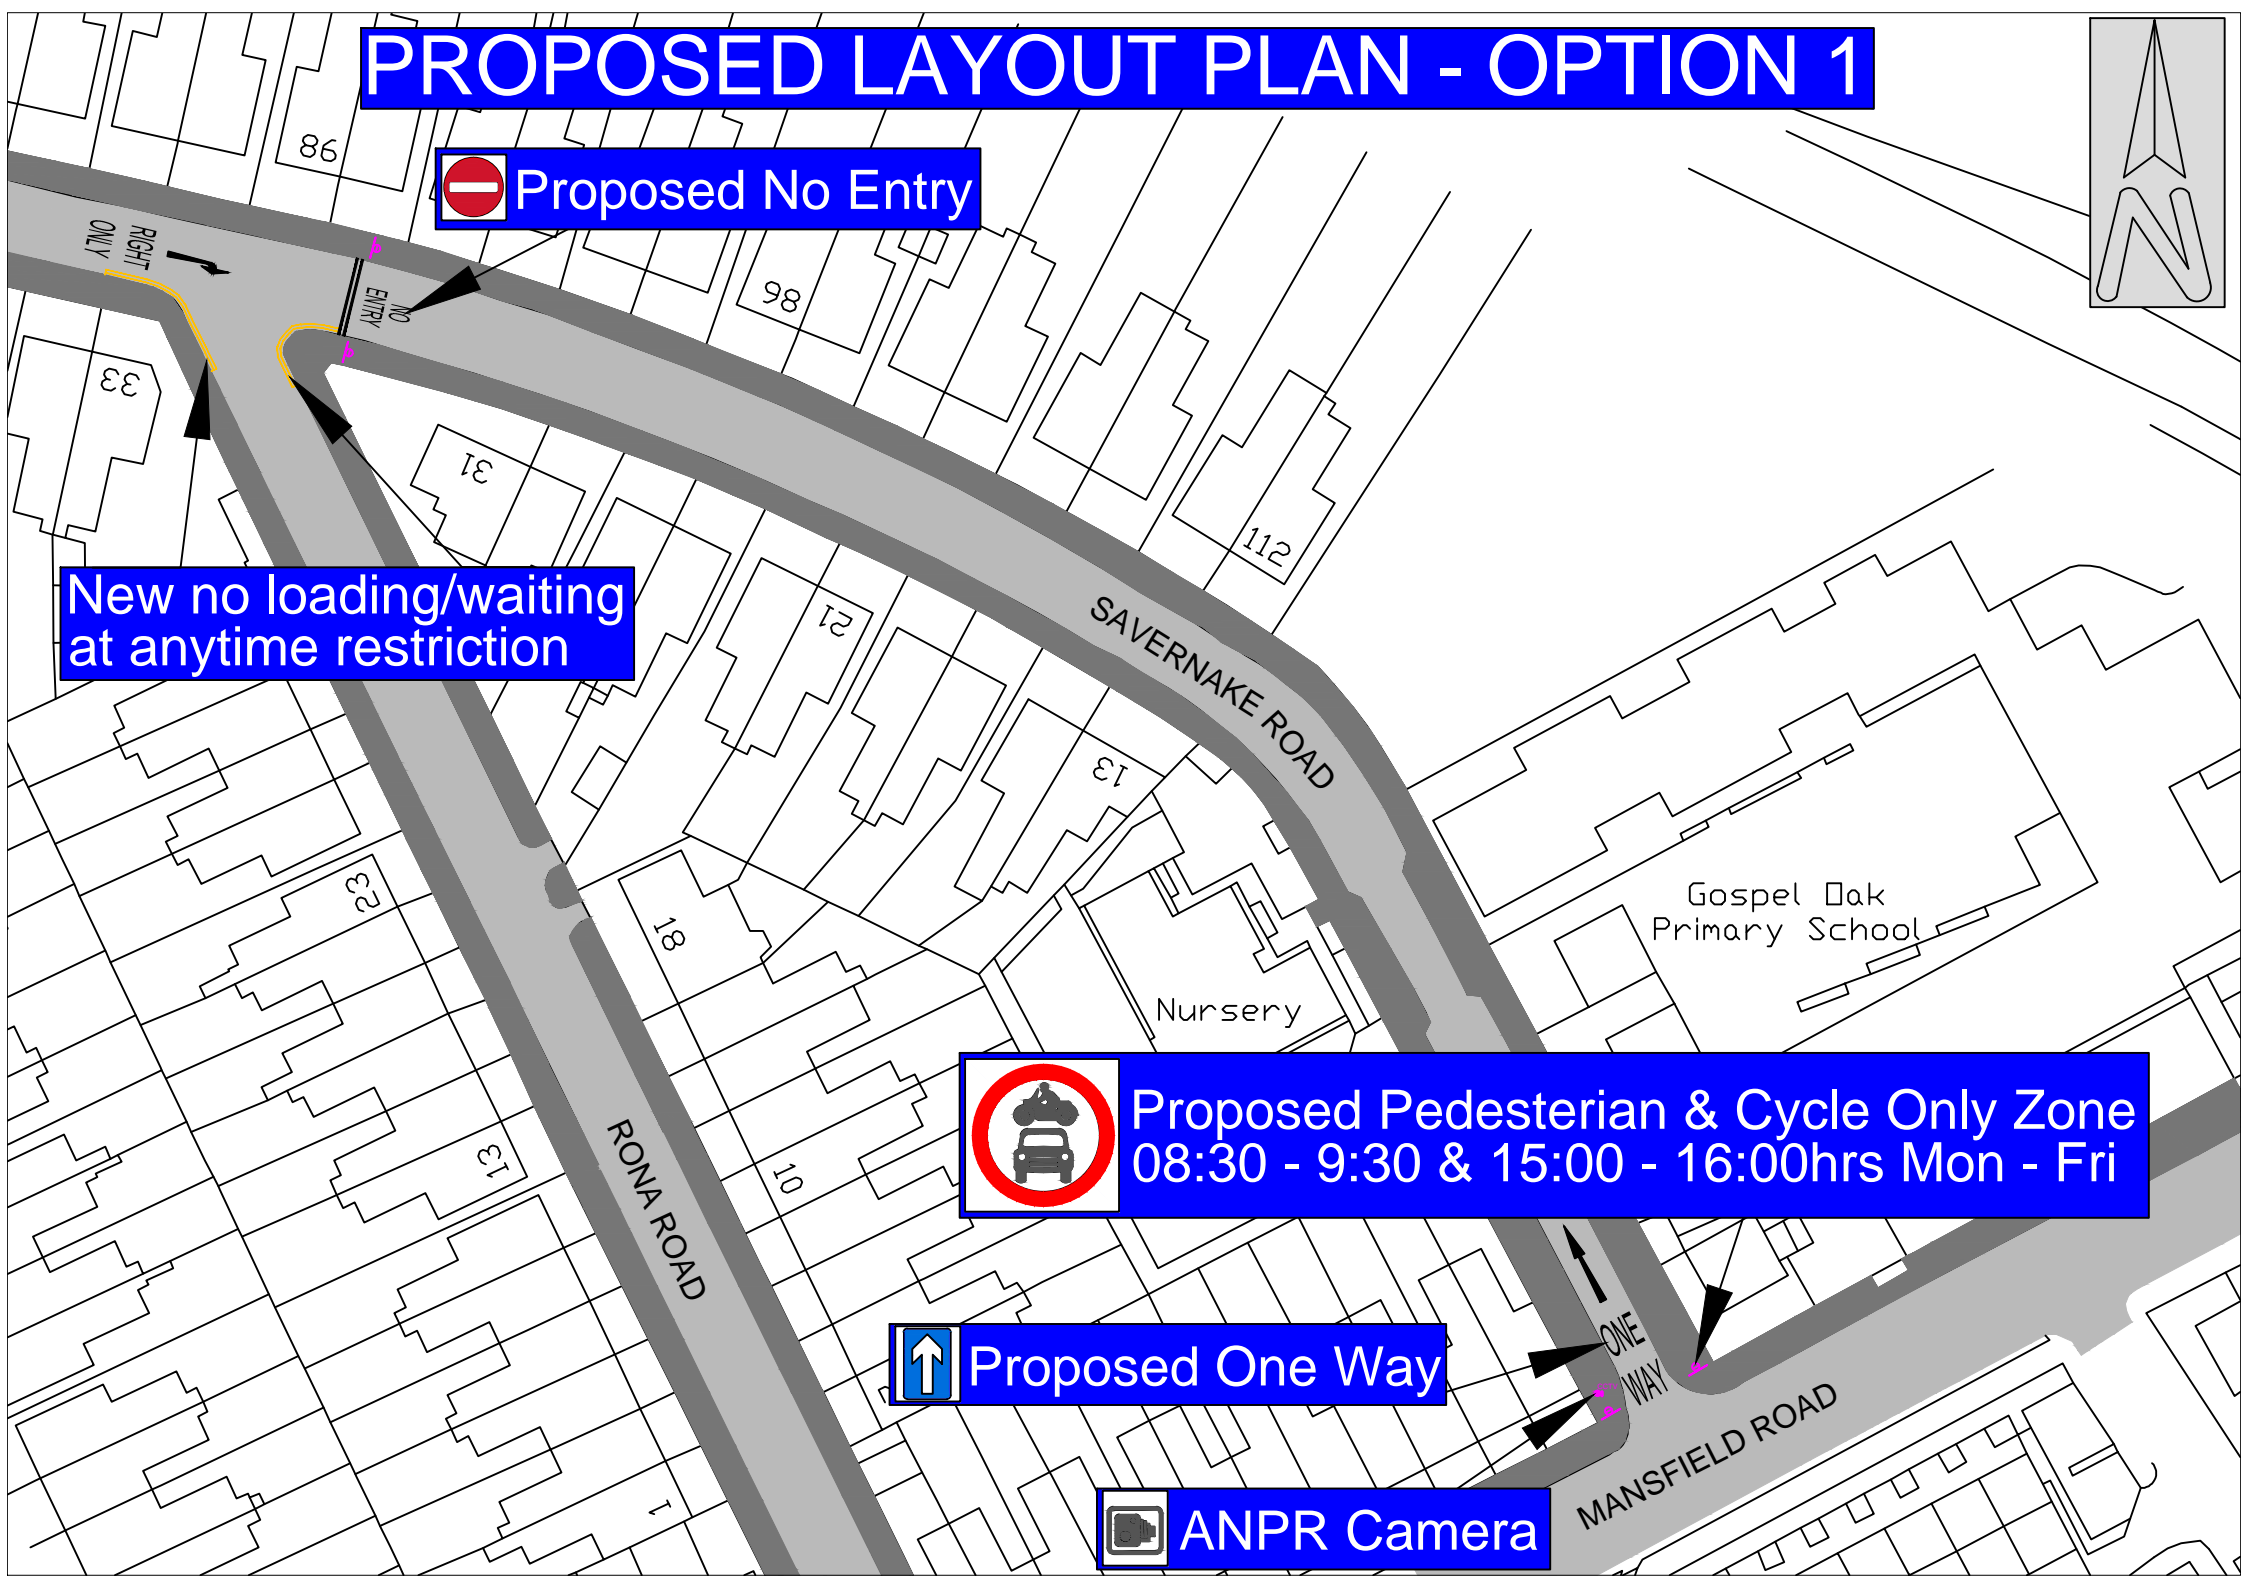 PROPOSED LAYOUT PLAN - OPTION 1
N
86
Proposed No Entry
RIGHT
ONLY
NO
ENTRY
98
33
31
112
New no loading/waiting
at anytime restriction
21
SAVERNAKE ROAD
13
23
18
Gospel Oak
Primary School
Nursery
Proposed Pedesterian & Cycle Only Zone
08:30 - 9:30 & 15:00 - 16:00hrs Mon - Fri
13
RONA ROAD
10
ONE
WAY
Proposed One Way
MANSFIELD ROAD
1
ANPR Camera